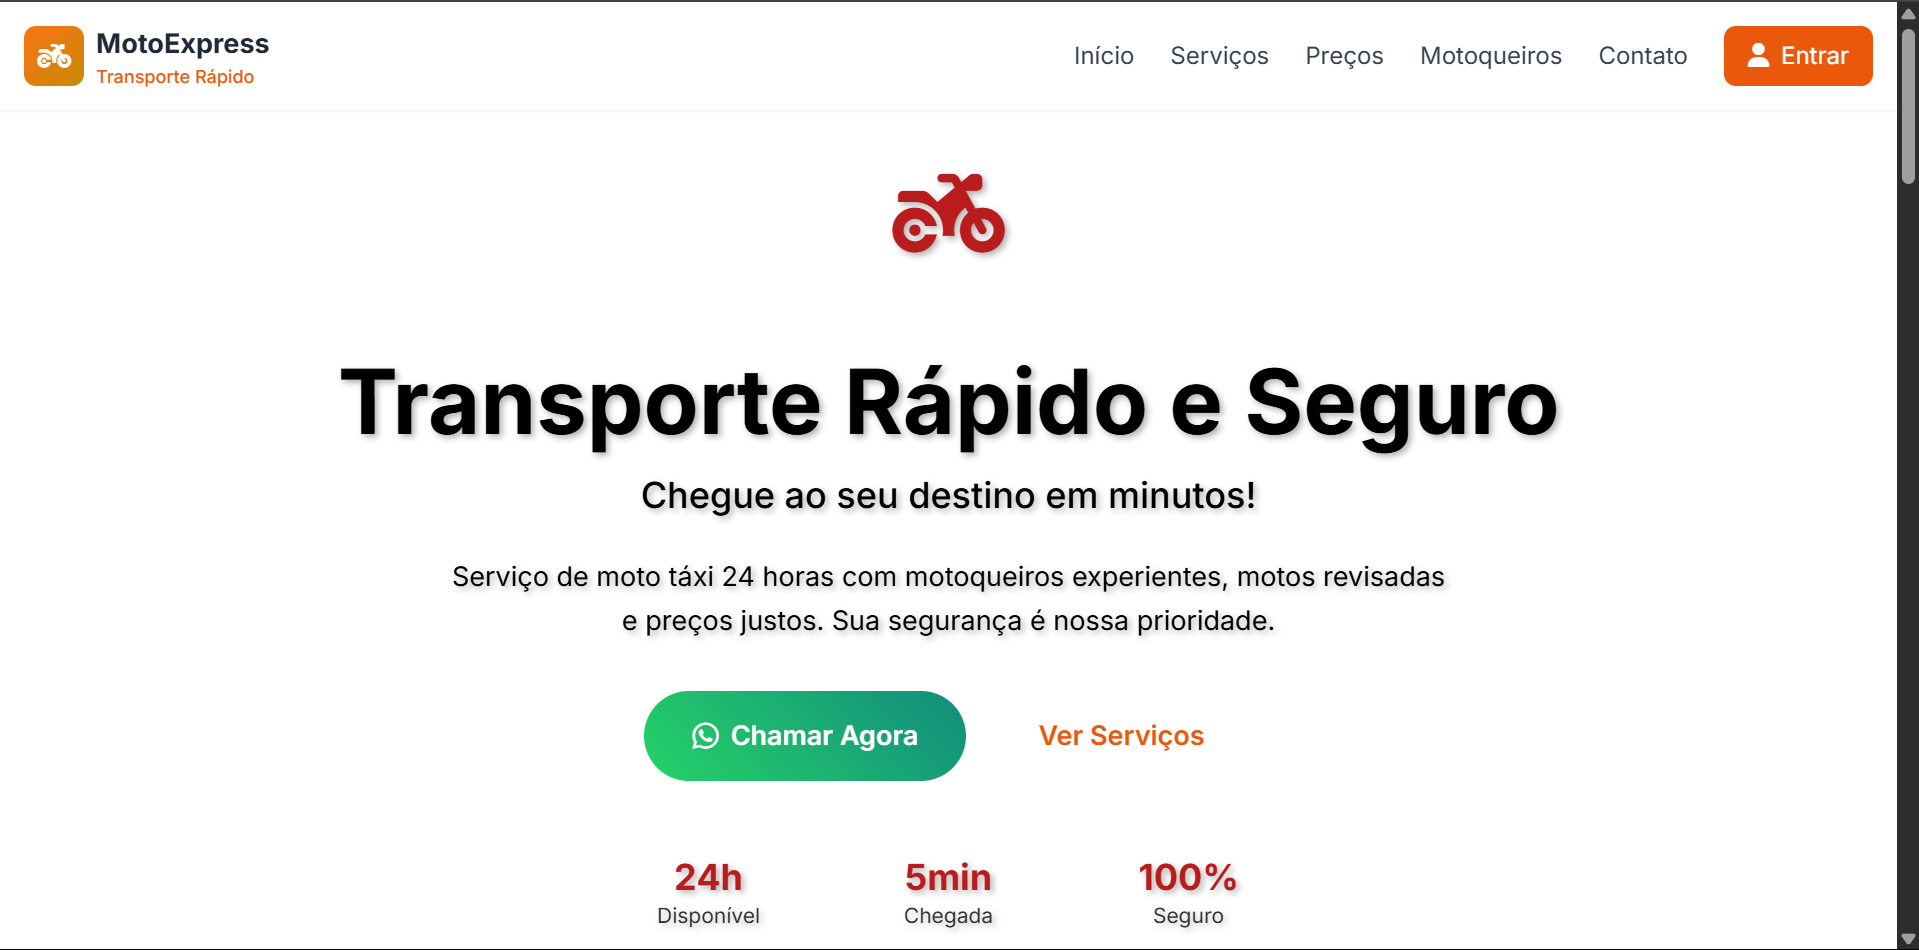 MotoExpress
Transporte Rápido
Início Serviços Preços Motoqueiros Contato Entrar
Transporte Rápido e Seguro
Chegue ao seu destino em minutos!
Serviço de moto táxi 24 horas com motoqueiros experientes, motos revisadas
e preços justos. Sua segurança é nossa prioridade.
Chamar Agora Ver Serviços
24h 5min 100%
Disponível Chegada Seguro